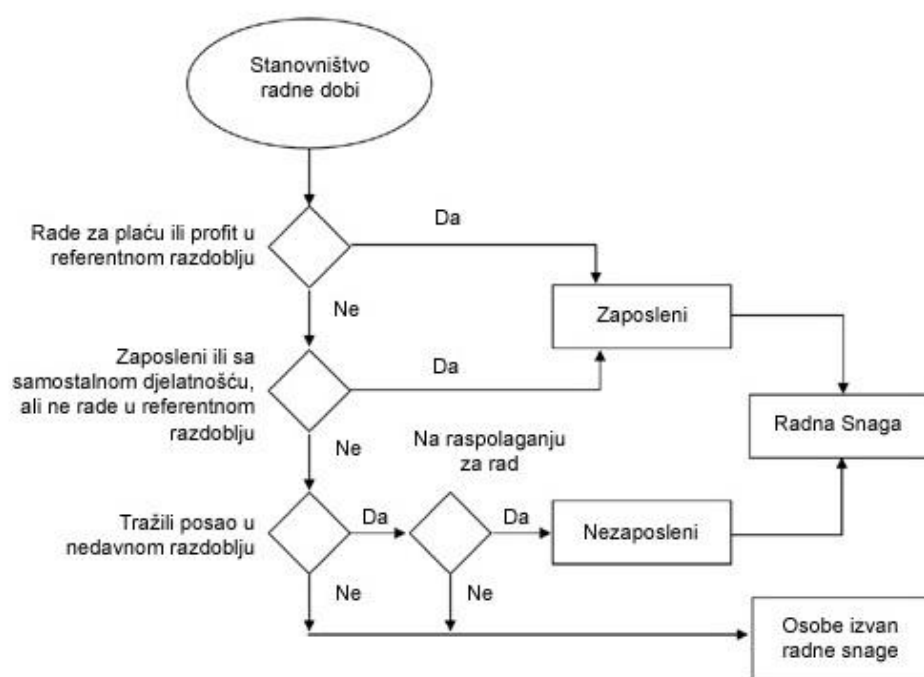 Stanovništvo
radne dobi
Rade za plaću ili profit u
referentnom razdoblju
Da
Ne
Zaposleni
Zaposleni ili sa
samostalnom djelatnošću,
ali ne rade u referentnom
razdoblju
Da
Ne
Radna Snaga
Na raspolaganju
za rad
Tražili posao u
nedavnom razdoblju
Da
Da
Nezaposleni
Ne
Ne
Osobe izvan
radne snage